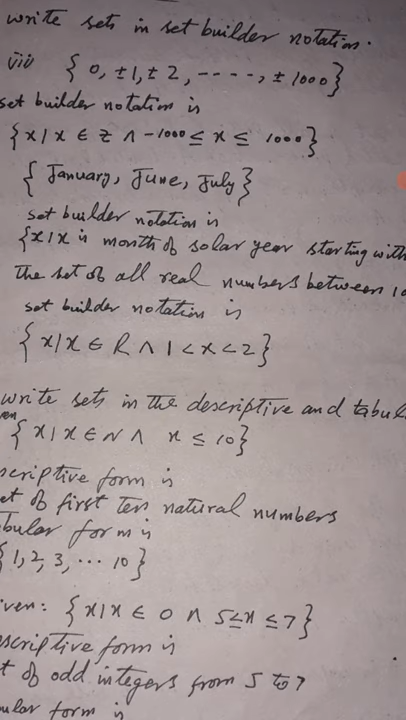 write sets in set builder notation.
viii { 0, ±1, ± 2, ----, ± 1000 }
set builder notation is
{ x / x ∈ Z ∧ -1000 ≤ x ≤ 1000 }
{ January, June, July }
set builder notation is
{ x / x is month of solar year starting with
the set of all real numbers between 1
set builder notation is
{ x / x ∈ R ∧ 1 < x < 2 }
write sets in the descriptive and tabul
{ x / x ∈ N ∧ x ≤ 10 }
scriptive form is
et of first ten natural numbers
bular form is
{ 1, 2, 3, ... 10 }
iven: { x / x ∈ O ∧ 5 ≤ x ≤ 7 }
escriptive form is
t of odd integers from 5 to 7
ular form is